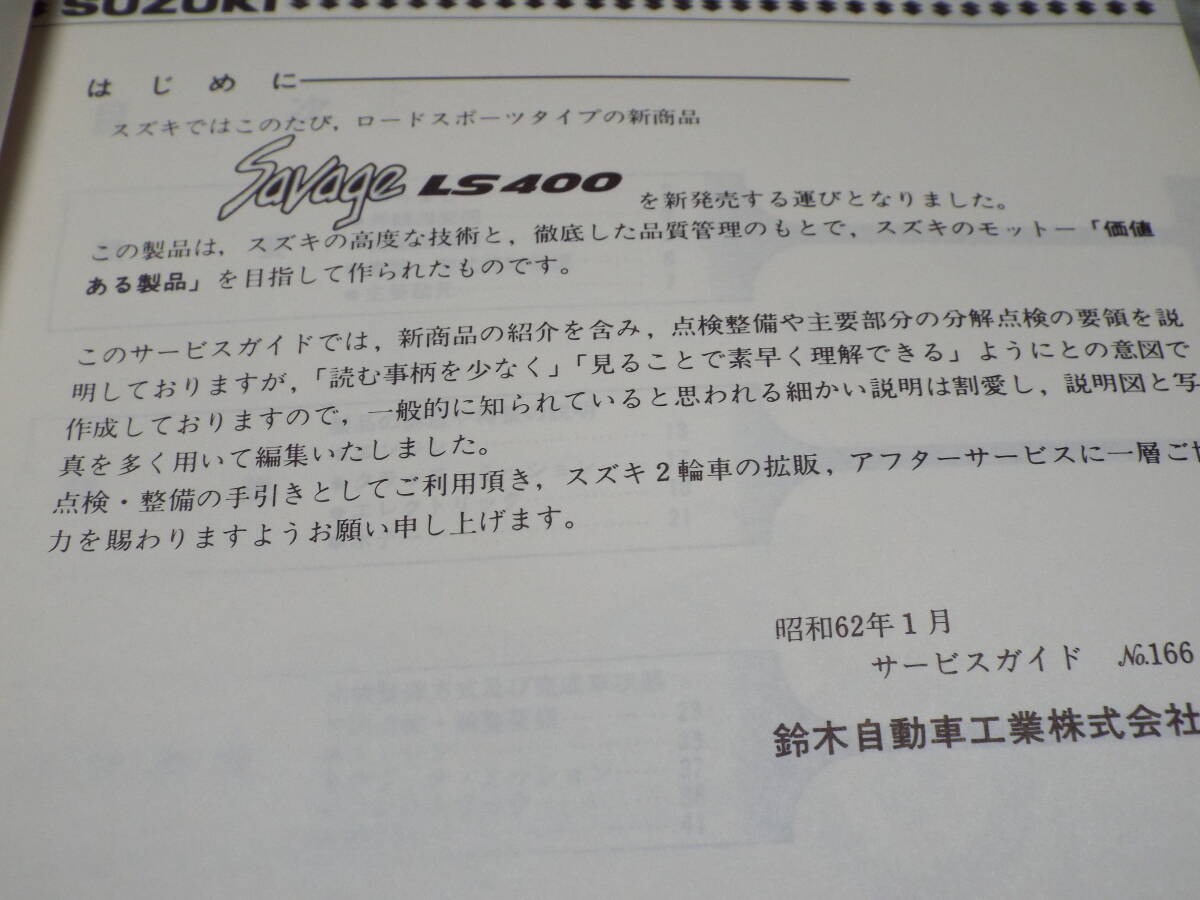 SUZUKI
はじめに
スズキではこのたび，ロードスポーツタイプの新商品
Savage LS400 を新発売する運びとなりました。
この製品は，スズキの高度な技術と，徹底した品質管理のもとで，スズキのモットー「価値
ある製品」を目指して作られたものです。
このサービスガイドでは，新商品の紹介を含み，点検整備や主要部分の分解点検の要領を説
明しておりますが，「読む事柄を少なく」「見ることで素早く理解できる」ようにとの意図で
作成しておりますので，一般的に知られていると思われる細かい説明は割愛し，説明図と写
真を多く用いて編集いたしました。
点検・整備の手引きとしてご利用頂き，スズキ2輪車の拡販，アフターサービスに一層ご
力を賜わりますようお願い申し上げます。
昭和62年1月
サービスガイド №166
鈴木自動車工業株式会社